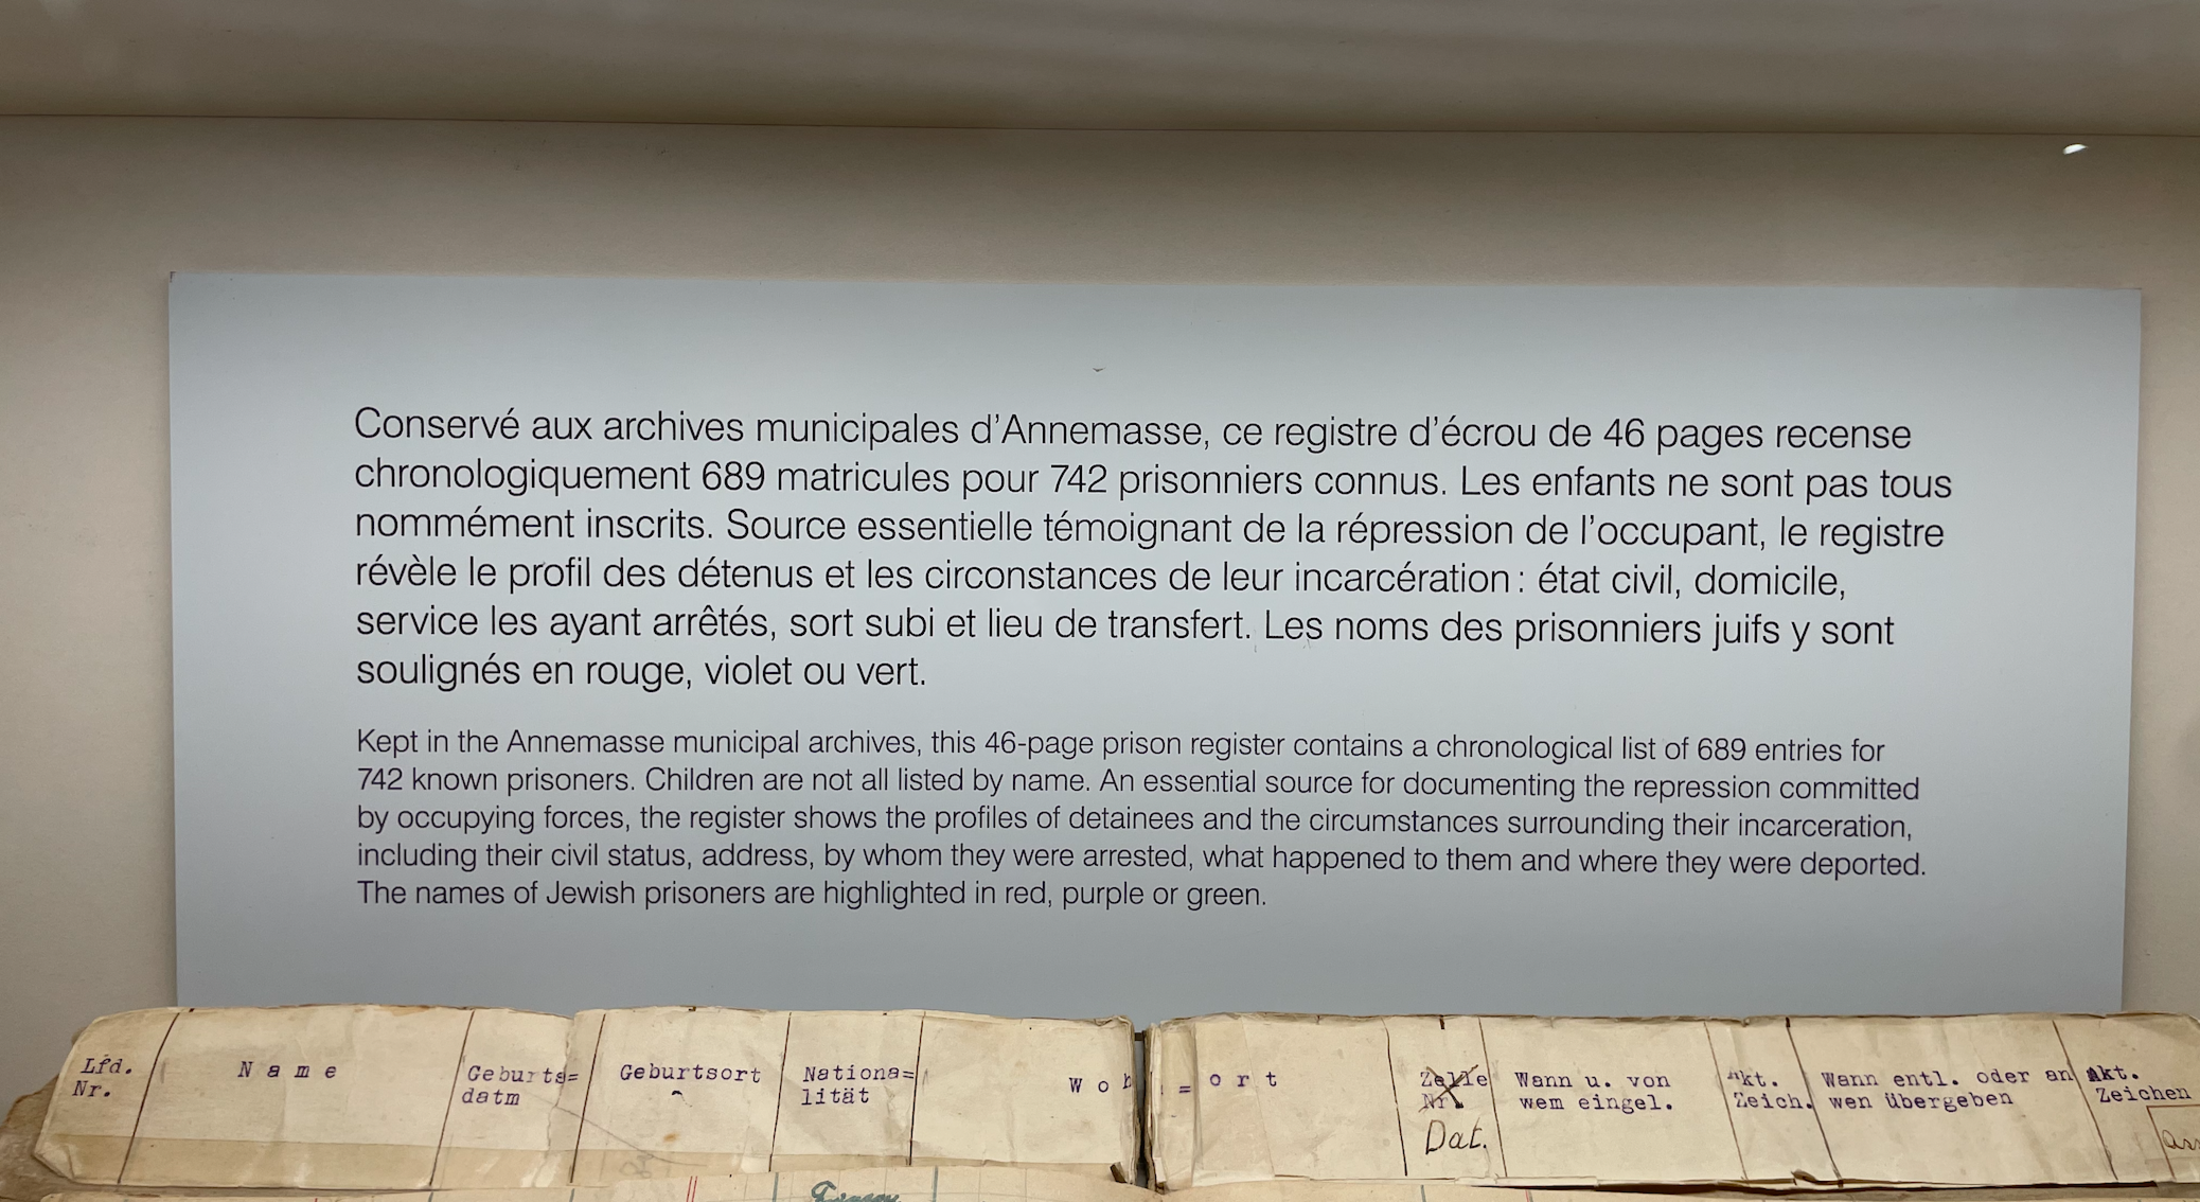 Conservé aux archives municipales d'Annemasse, ce registre d'écrou de 46 pages recense
chronologiquement 689 matricules pour 742 prisonniers connus. Les enfants ne sont pas tous
nommément inscrits. Source essentielle témoignant de la répression de l'occupant, le registre
révèle le profil des détenus et les circonstances de leur incarcération : état civil, domicile,
service les ayant arrêtés, sort subi et lieu de transfert. Les noms des prisonniers juifs y sont
soulignés en rouge, violet ou vert.
Kept in the Annemasse municipal archives, this 46-page prison register contains a chronological list of 689 entries for
742 known prisoners. Children are not all listed by name. An essential source for documenting the repression committed
by occupying forces, the register shows the profiles of detainees and the circumstances surrounding their incarceration,
including their civil status, address, by whom they were arrested, what happened to them and where they were deported.
The names of Jewish prisoners are highlighted in red, purple or green.
Lfd.
Nr.
Name
Geburts=
datm
Geburtsort
Nationa=
lität
Woh = ort
Zelle
Nr.
Dat.
Wann u. von
wem eingel.
Akt.
Zeich.
Wann entl. oder an
wen übergeben
Akt.
Zeichen